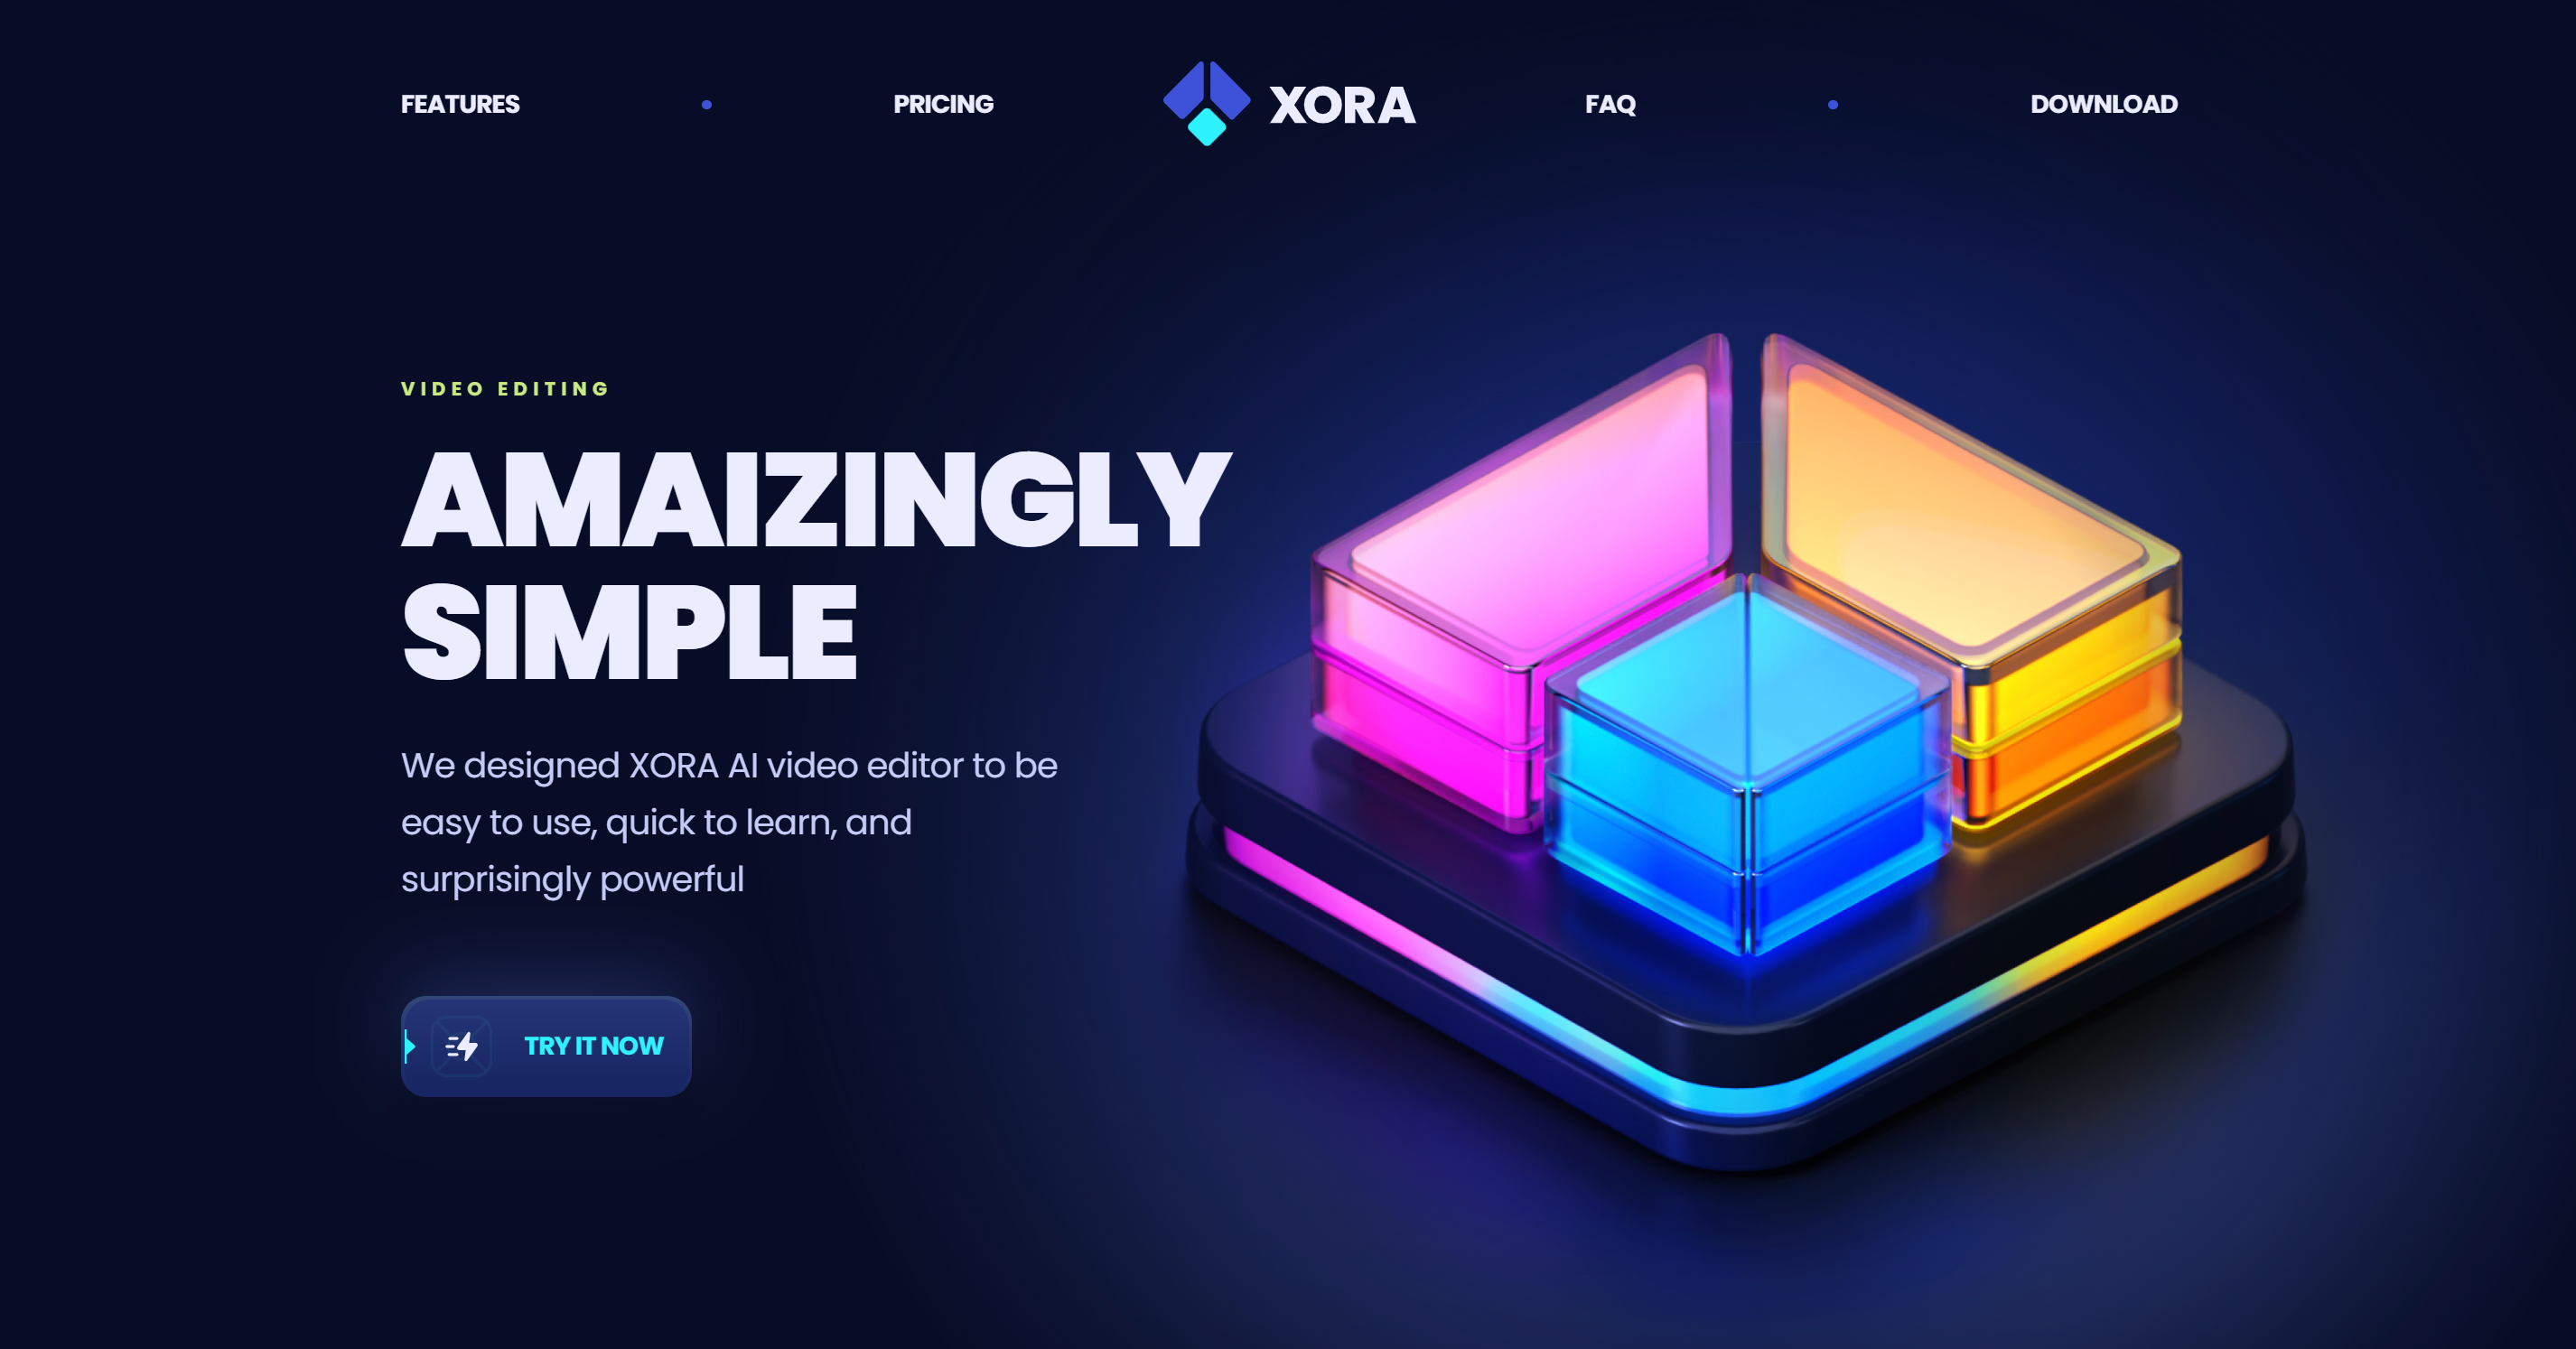 FEATURES
PRICING
XORA
FAQ
DOWNLOAD
VIDEO EDITING
AMAIZINGLY
SIMPLE
We designed XORA AI video editor to be
easy to use, quick to learn, and
surprisingly powerful
TRY IT NOW